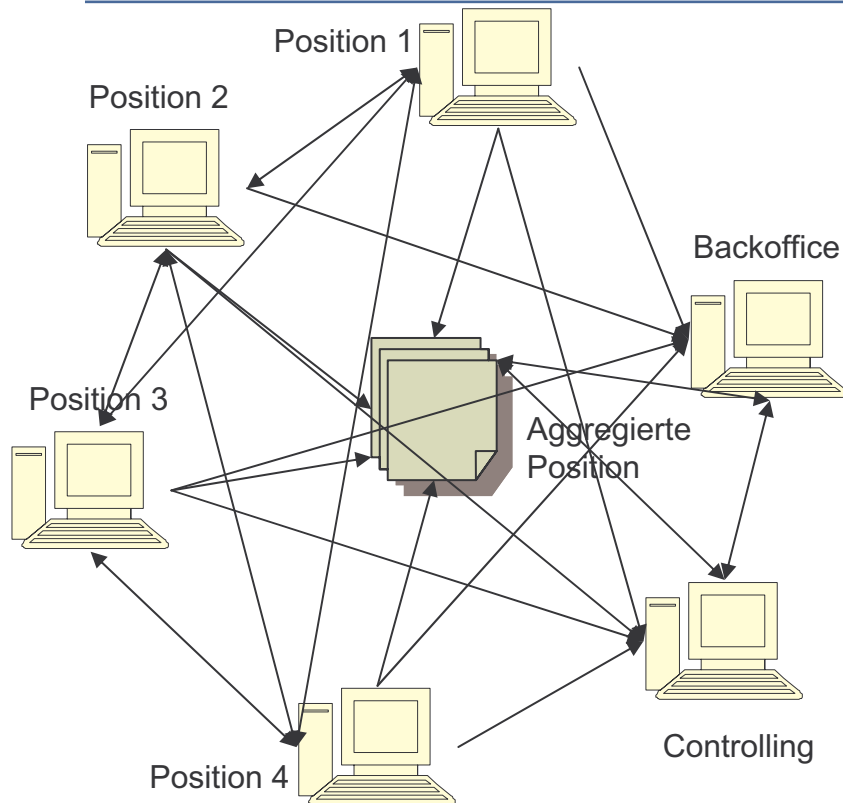 Position 1
Position 2
Backoffice
Position 3
Aggregierte
Position
Controlling
Position 4